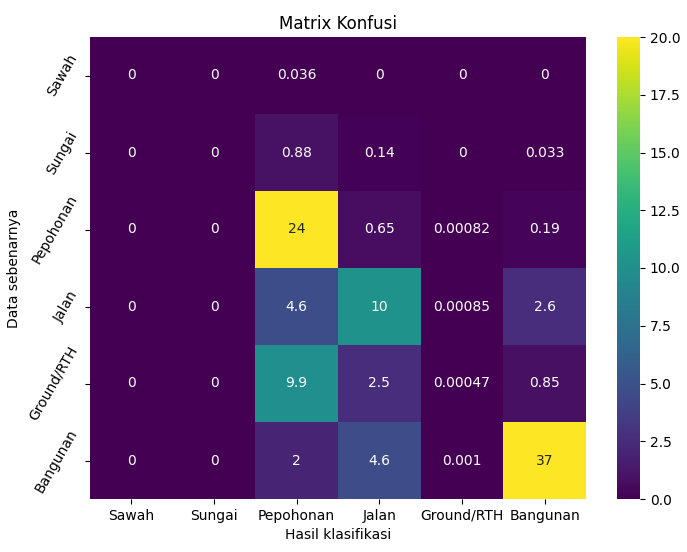 Matrix Konfusi
Data sebenarnya
Sawah 0 0 0.036 0 0 0
Sungai 0 0 0.88 0.14 0 0.033
Pepohonan 0 0 24 0.65 0.00082 0.19
Jalan 0 0 4.6 10 0.00085 2.6
Ground/RTH 0 0 9.9 2.5 0.00047 0.85
Bangunan 0 0 2 4.6 0.001 37
Sawah Sungai Pepohonan Jalan Ground/RTH Bangunan
Hasil klasifikasi
20.0
17.5
15.0
12.5
10.0
7.5
5.0
2.5
0.0